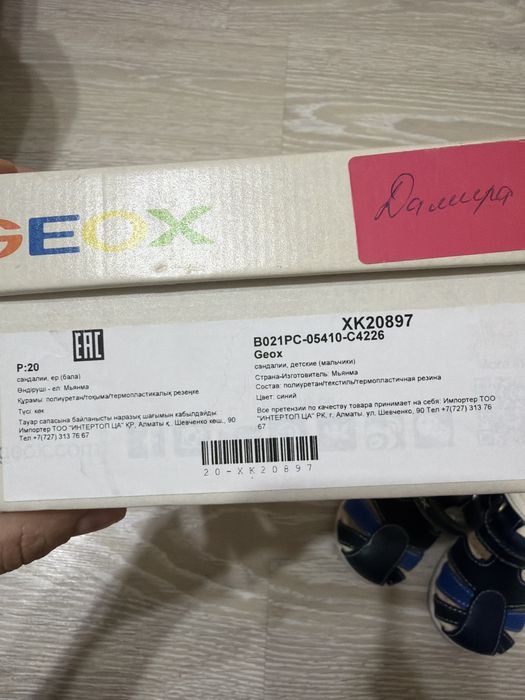 GEOX
Дамира
XK20897
EAC
B021PC-05410-C4226
Geox
P:20
сандалии, ер (бала)
Өндіруші - ел: Мьянма
Құрамы: полиуретан/тоқыма/термопластикалық резеңке
Түсі: көк
Тауар сапасына байланысты наразық шағымын қабылдайды:
Импортер ТОО "ИНТЕРТОП ЦА" ҚР, Алматы қ., Шевченко көш., 90
Тел +7(727) 313 76 67
сандалии, детские (мальчики)
Страна-Изготовитель: Мьянма
Состав: полиуретан/текстиль/термопластичная резина
Цвет: синий
Все претензии по качеству товара принимает на себя: Импортер ТОО
"ИНТЕРТОП ЦА" РК, г. Алматы. ул. Шевченко, 90 Тел +7(727) 313 76
67
20-XK20897